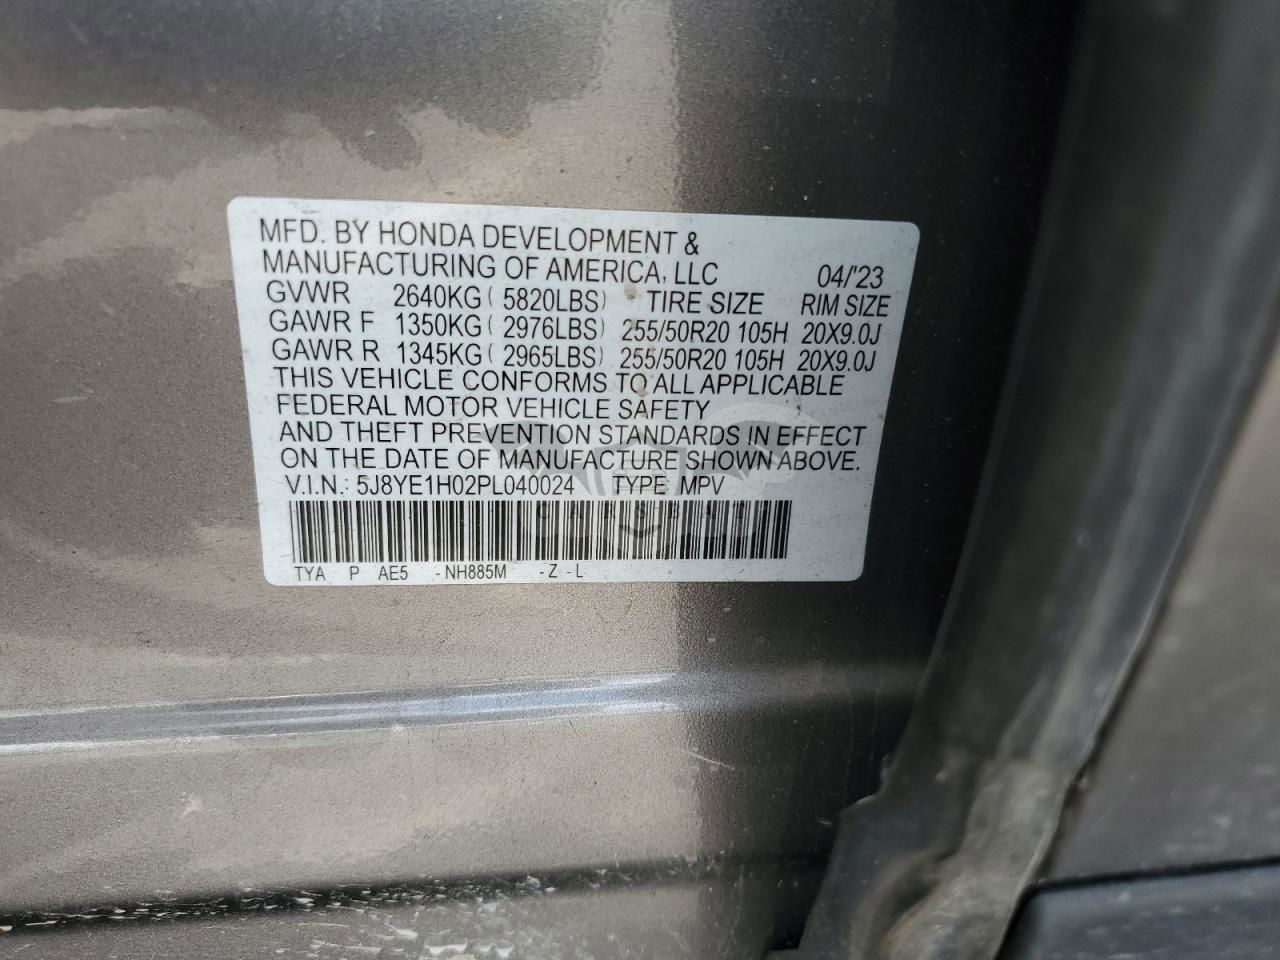 MFD. BY HONDA DEVELOPMENT &
MANUFACTURING OF AMERICA, LLC 04/'23
GVWR 2640KG ( 5820LBS) TIRE SIZE RIM SIZE
GAWR F 1350KG ( 2976LBS) 255/50R20 105H 20X9.0J
GAWR R 1345KG ( 2965LBS) 255/50R20 105H 20X9.0J
THIS VEHICLE CONFORMS TO ALL APPLICABLE
FEDERAL MOTOR VEHICLE SAFETY
AND THEFT PREVENTION STANDARDS IN EFFECT
ON THE DATE OF MANUFACTURE SHOWN ABOVE.
V.I.N.: 5J8YE1H02PL040024 TYPE: MPV
TYA P AE5 -NH885M -Z -L